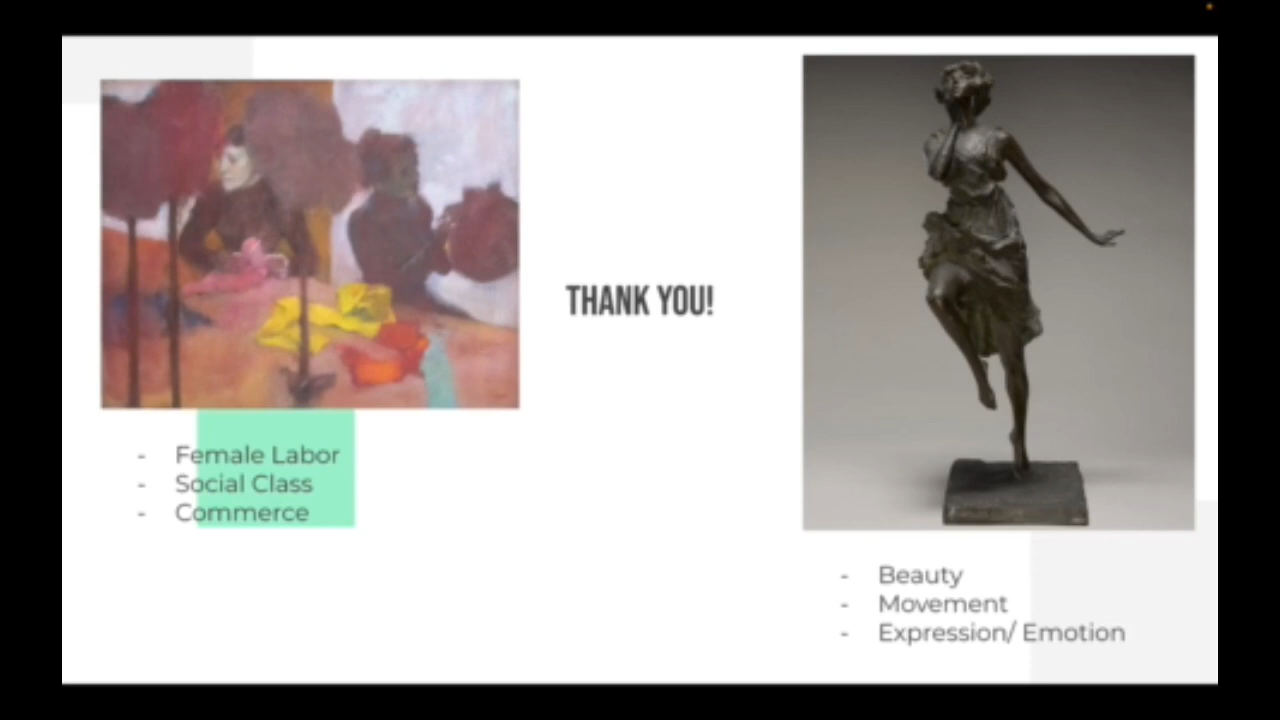 THANK YOU!
- Female Labor
- Social Class
- Commerce
- Beauty
- Movement
- Expression/ Emotion